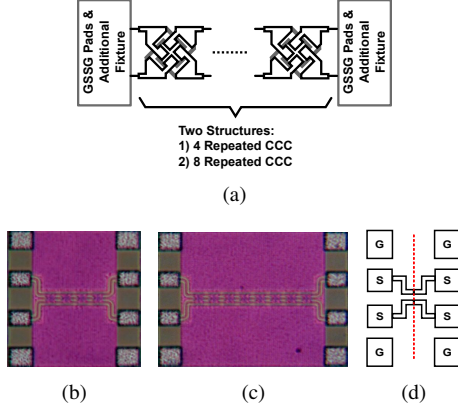 GSSG Pads &
Additional
Fixture
GSSG Pads &
Additional
Fixture
Two Structures:
1) 4 Repeated CCC
2) 8 Repeated CCC
(a)
G
G
S
S
S
S
G
G
(b)
(c)
(d)